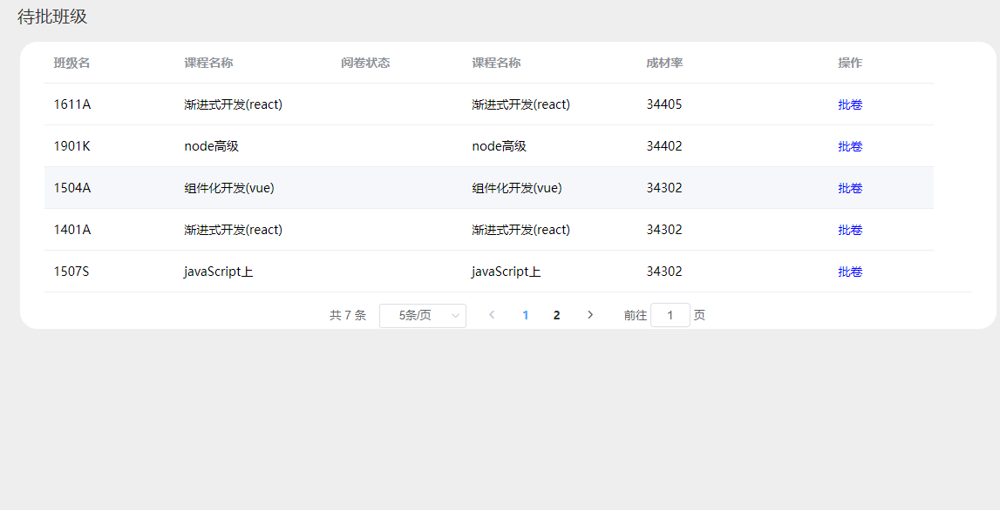 待批班级
班级名 课程名称 阅卷状态 课程名称 成材率 操作
1611A 渐进式开发(react) 渐进式开发(react) 34405 批卷
1901K node高级 node高级 34402 批卷
1504A 组件化开发(vue) 组件化开发(vue) 34302 批卷
1401A 渐进式开发(react) 渐进式开发(react) 34302 批卷
1507S javaScript上 javaScript上 34302 批卷
共 7 条 5条/页 1 2 前往 1 页